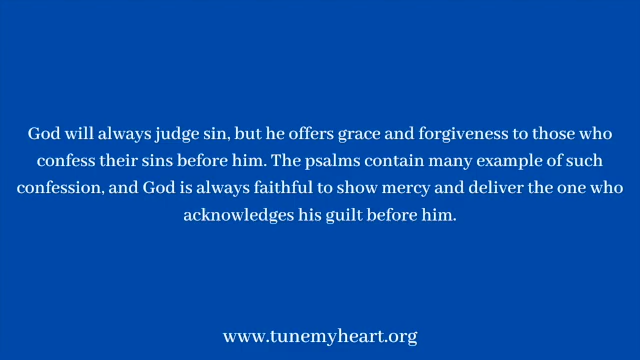 God will always judge sin, but he offers grace and forgiveness to those who
confess their sins before him. The psalms contain many example of such
confession, and God is always faithful to show mercy and deliver the one who
acknowledges his guilt before him.
www.tunemyheart.org